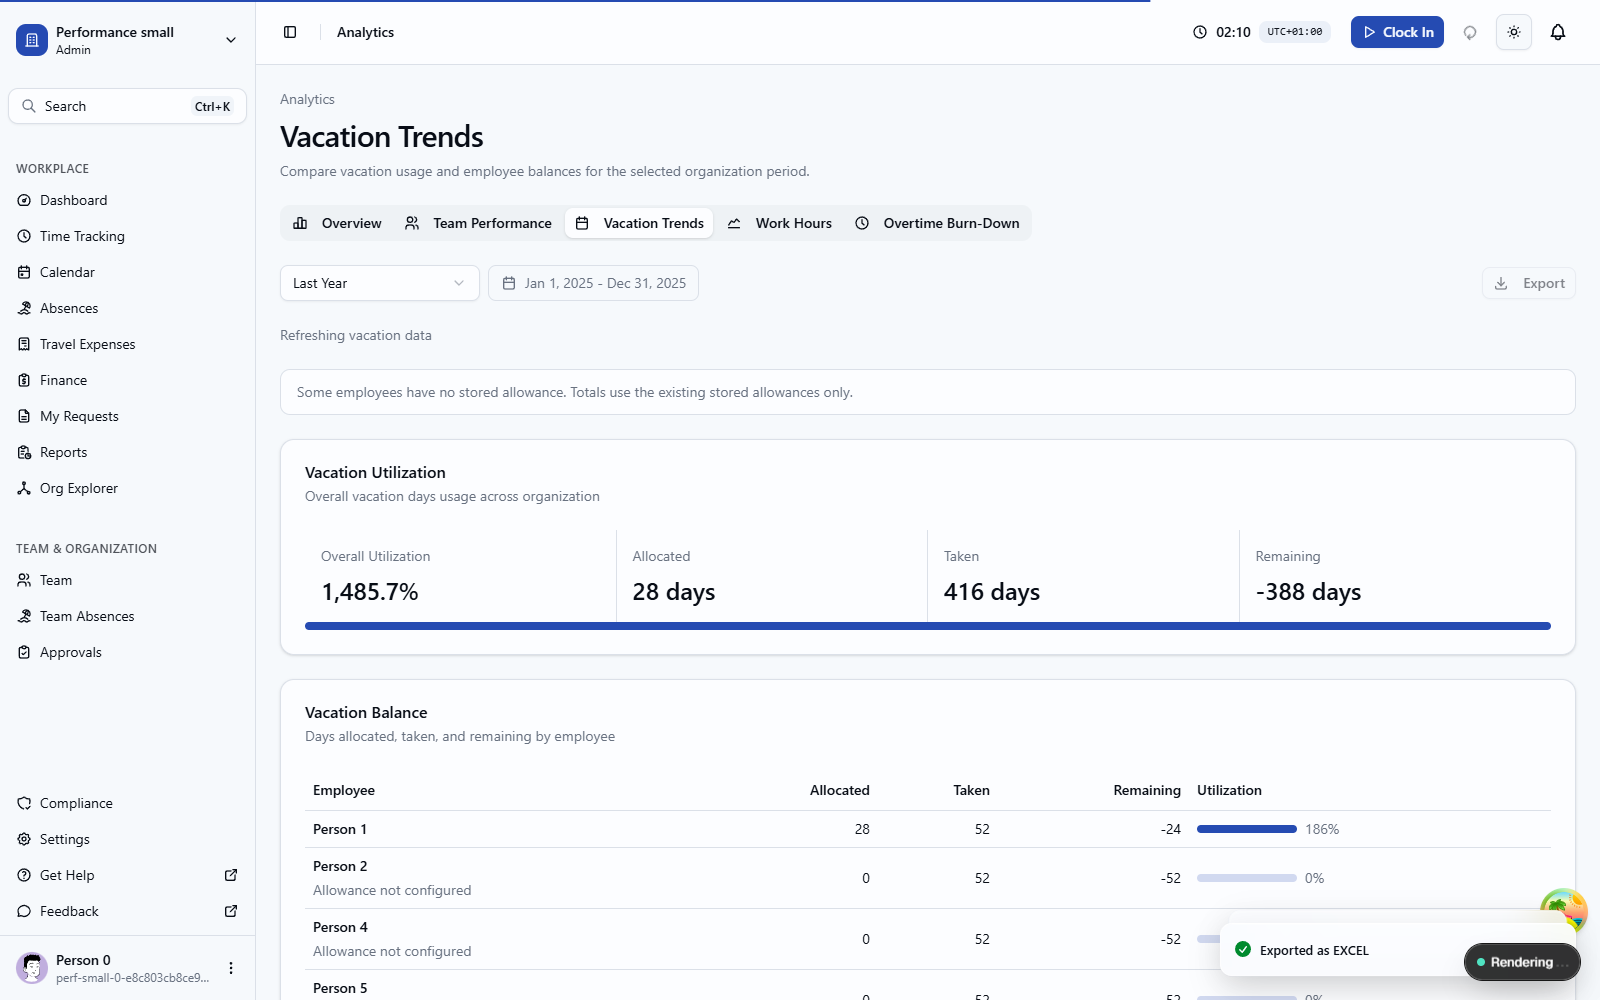 Performance small
Admin
Search
Ctrl+K
WORKPLACE
Dashboard
Time Tracking
Calendar
Absences
Travel Expenses
Finance
My Requests
Reports
Org Explorer
TEAM & ORGANIZATION
Team
Team Absences
Approvals
Compliance
Settings
Get Help
Feedback
Person 0
perf-small-0-e8c803cb8ce9...
Analytics
02:10
UTC+01:00
Clock In
Analytics
Vacation Trends
Compare vacation usage and employee balances for the selected organization period.
Overview
Team Performance
Vacation Trends
Work Hours
Overtime Burn-Down
Last Year
Jan 1, 2025 - Dec 31, 2025
Export
Refreshing vacation data
Some employees have no stored allowance. Totals use the existing stored allowances only.
Vacation Utilization
Overall vacation days usage across organization
Overall Utilization
1,485.7%
Allocated
28 days
Taken
416 days
Remaining
-388 days
Vacation Balance
Days allocated, taken, and remaining by employee
Employee Allocated Taken Remaining Utilization
Person 1 28 52 -24 186%
Person 2 0 52 -52 0%
Allowance not configured
Person 4 0 52 -52
Allowance not configured
Person 5 0 52 -52 0%
Exported as EXCEL
Rendering ...